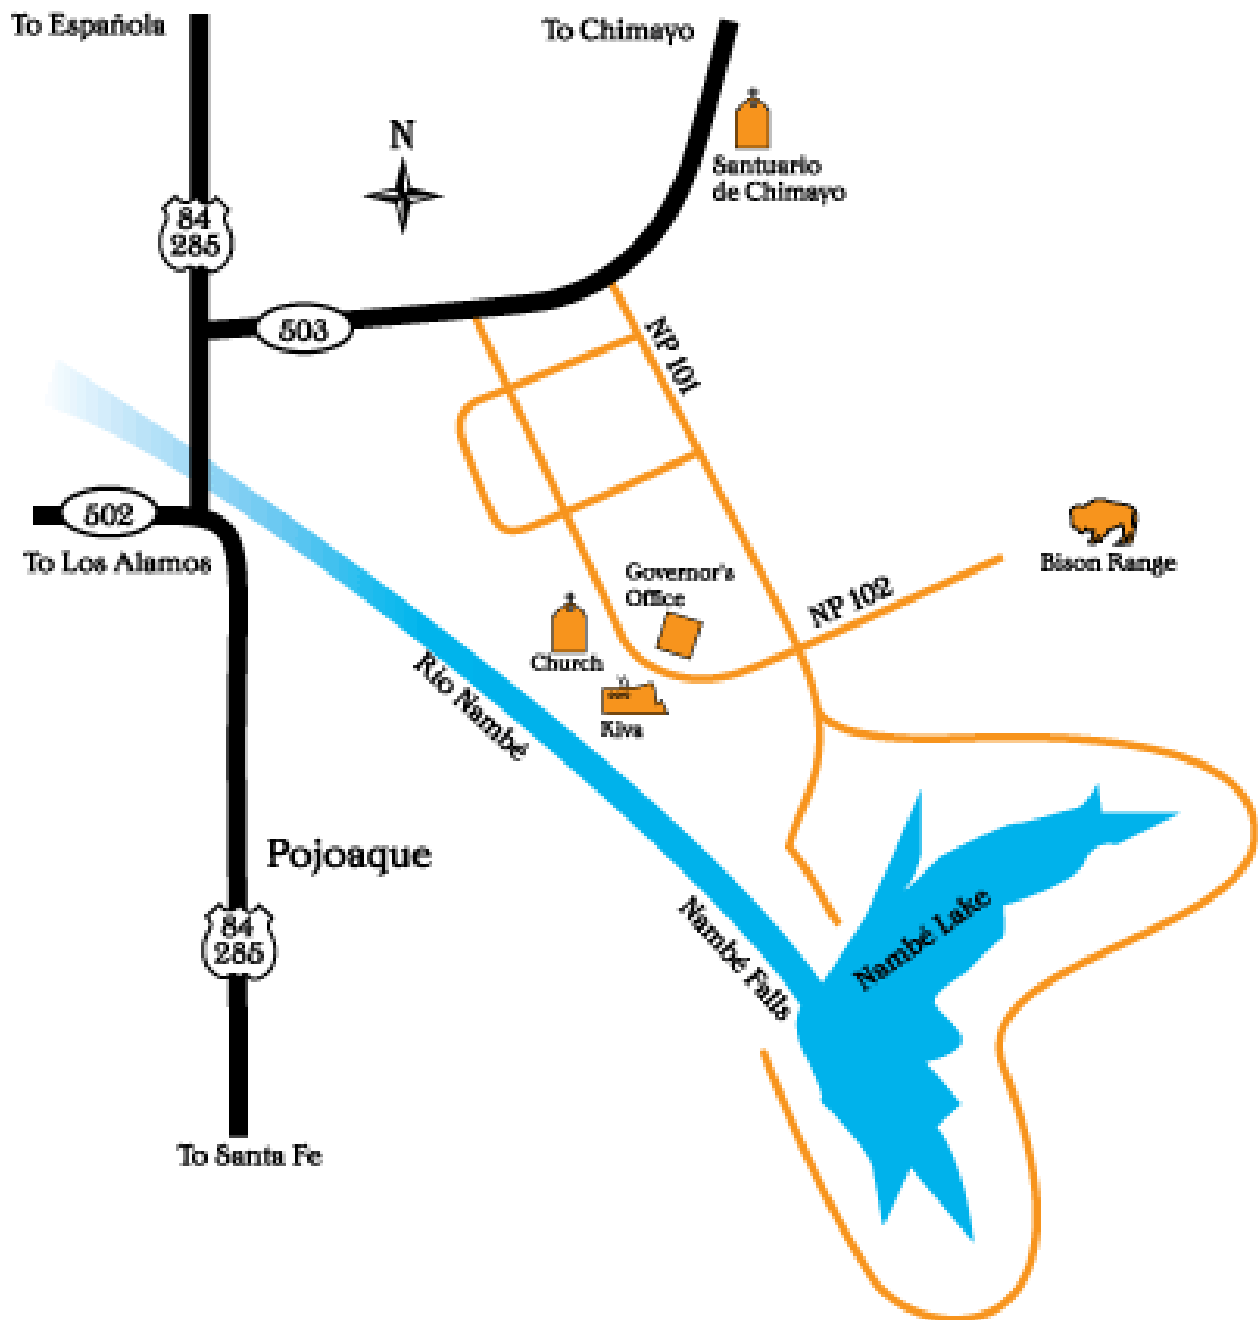 To Española
To Chimayo
N
Santuario
de Chimayo
84
285
503
NP 101
502
To Los Alamos
Governor's
Office
NP 102
Bison Range
Church
Kiva
Río Nambé
Pojoaque
Nambé Lake
Nambé Falls
84
285
To Santa Fe